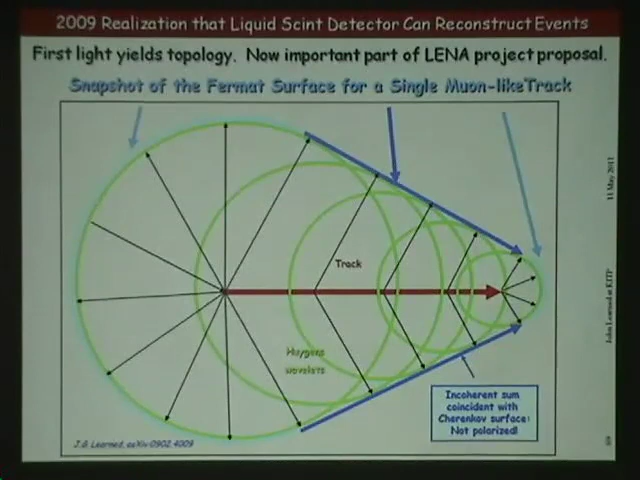 2009 Realization that Liquid Scint Detector Can Reconstruct Events
First light yields topology. Now important part of LENA project proposal.
Snapshot of the Fermat Surface for a Single Muon-likeTrack
Track
Huygens
wavelets
Incoherent sum
coincident with
Cherenkov surface:
Not polarized!
J.G. Learned, arXiv:0902.4009
11 May 2011
John Learned at KITP